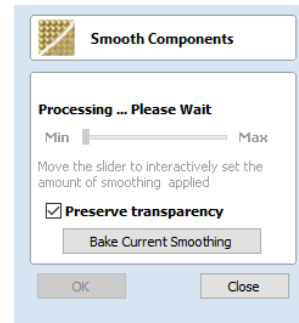 Smooth Components
Processing ... Please Wait
Min Max
Move the slider to interactively set the
amount of smoothing applied
Preserve transparency
Bake Current Smoothing
OK Close